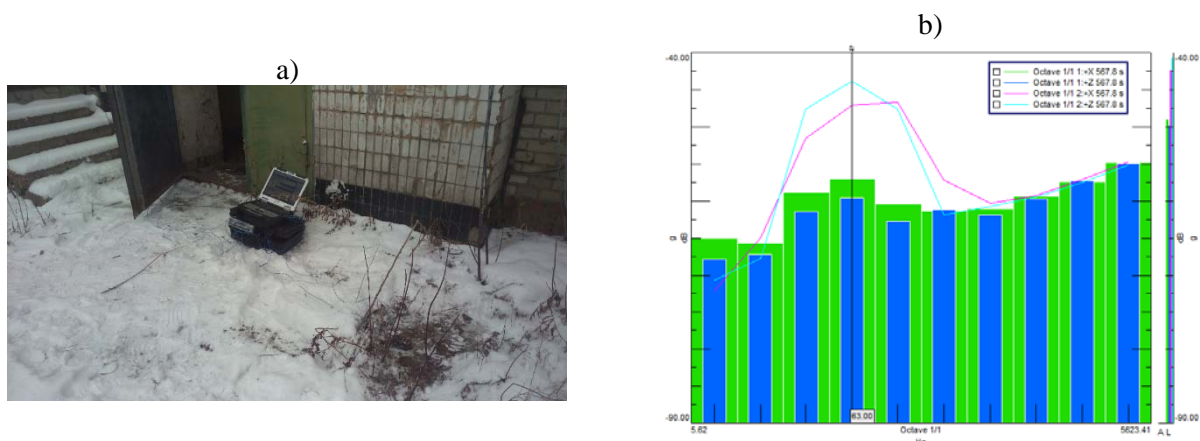 a)
b)
-40.00
-40.00
Octave 1/1 1:+X 567.8 s
Octave 1/1 1:+Z 567.8 s
Octave 1/1 2:+X 567.8 s
Octave 1/1 2:+Z 567.8 s
g
dB
dB
g
-90.00
63.00
-90.00
5.62
Octave 1/1
5623.41
A L